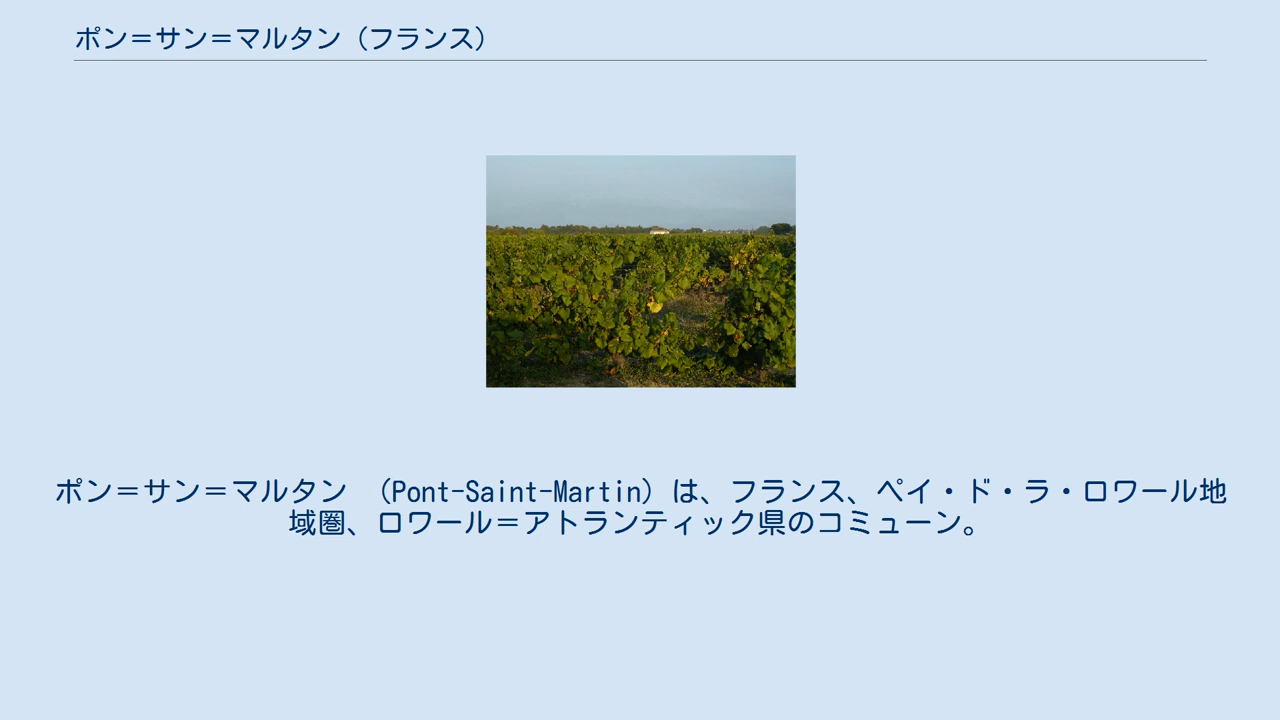 ポン＝サン＝マルタン（フランス）
ポン＝サン＝マルタン （Pont-Saint-Martin）は、フランス、ペイ・ド・ラ・ロワール地
域圏、ロワール＝アトランティック県のコミューン。